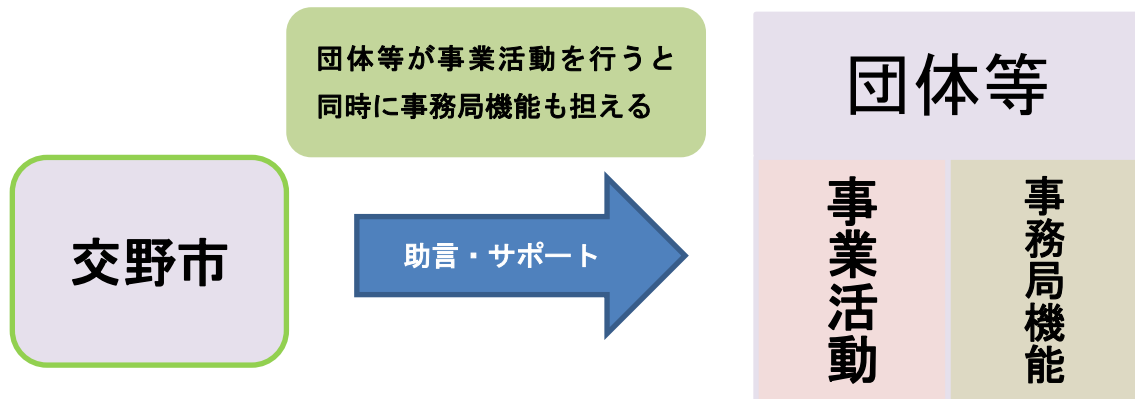 団体等が事業活動を行うと
同時に事務局機能も担える
交野市
助言・サポート
団体等
事業活動
事務局機能